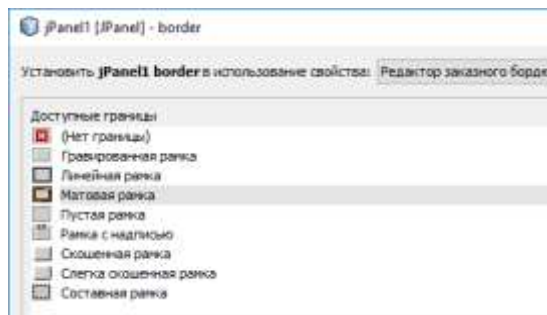 jPanel1 [JPanel] - border
Установить jPanel1 border в использование свойства: Редактор заказного
Доступные границы
(Нет границы)
Гравированная рамка
Линейная рамка
Матовая рамка
Пустая рамка
Рамка с надписью
Скошенная рамка
Слегка скошенная рамка
Составная рамка